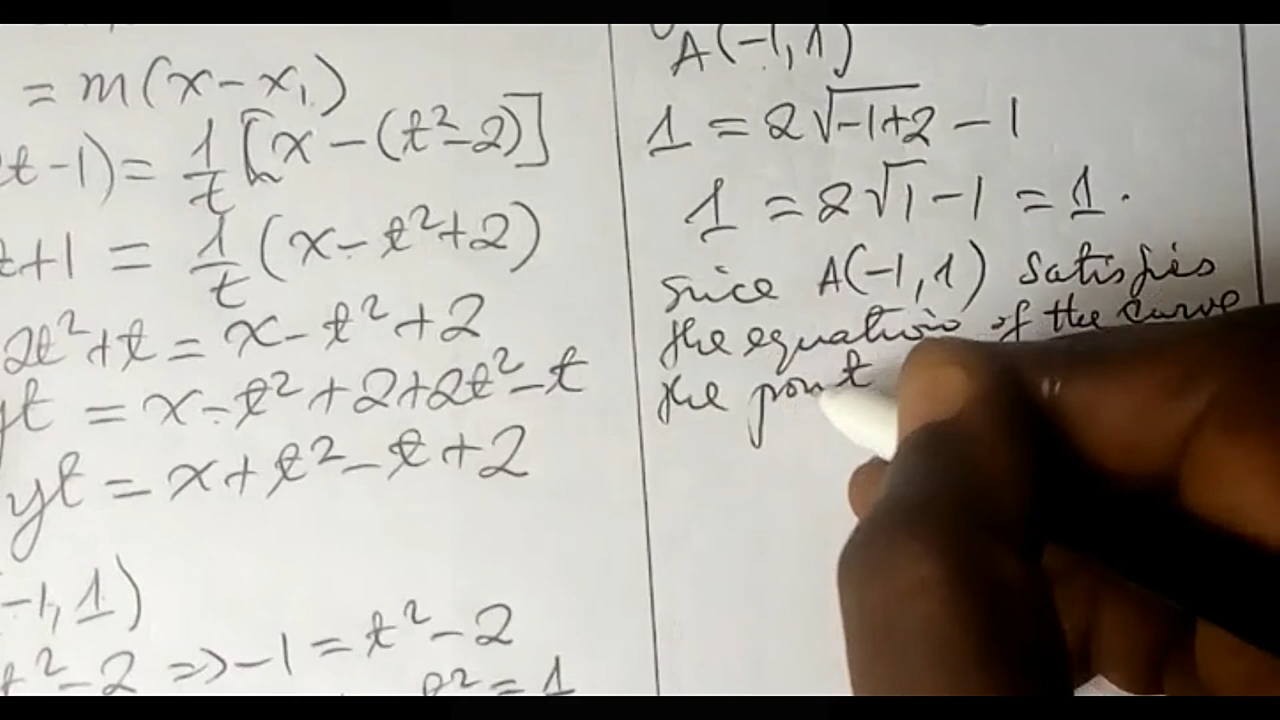 = m(x-x₁)
t-1) = 1/t [x-(t²-2)]
t+1 = 1/t (x-t²+2)
2t²+t = x-t²+2
yt = x-t²+2+2t²-t
yt = x+t²-t+2
-1, 1)
t²-2 => -1 = t²-2
t² = 1
A(-1, 1)
1 = 2√-1+2 - 1
1 = 2√1 - 1 = 1.
Since A(-1, 1) satisfies
the equation of the curve
the point